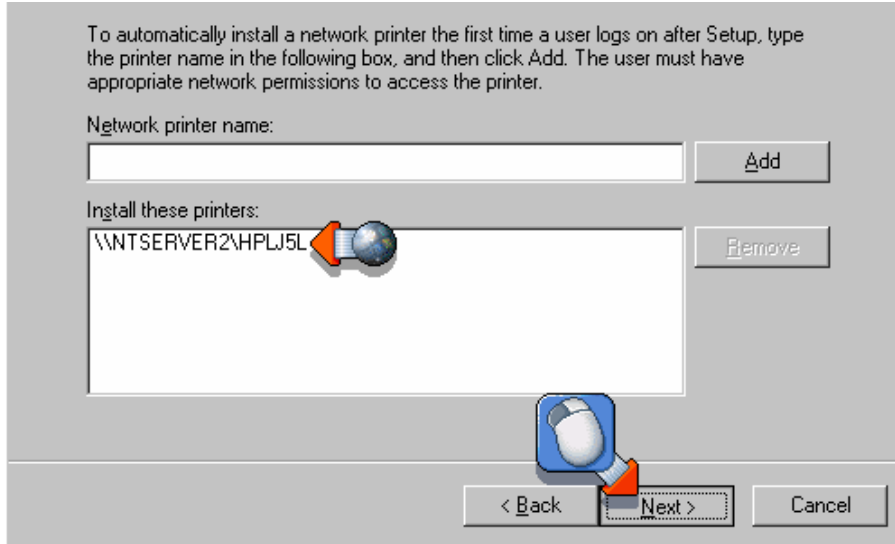 To automatically install a network printer the first time a user logs on after Setup, type
the printer name in the following box, and then click Add. The user must have
appropriate network permissions to access the printer.
Network printer name:
Add
Install these printers:
\\NTSERVER2\HPLJ5L
Remove
< Back
Next >
Cancel